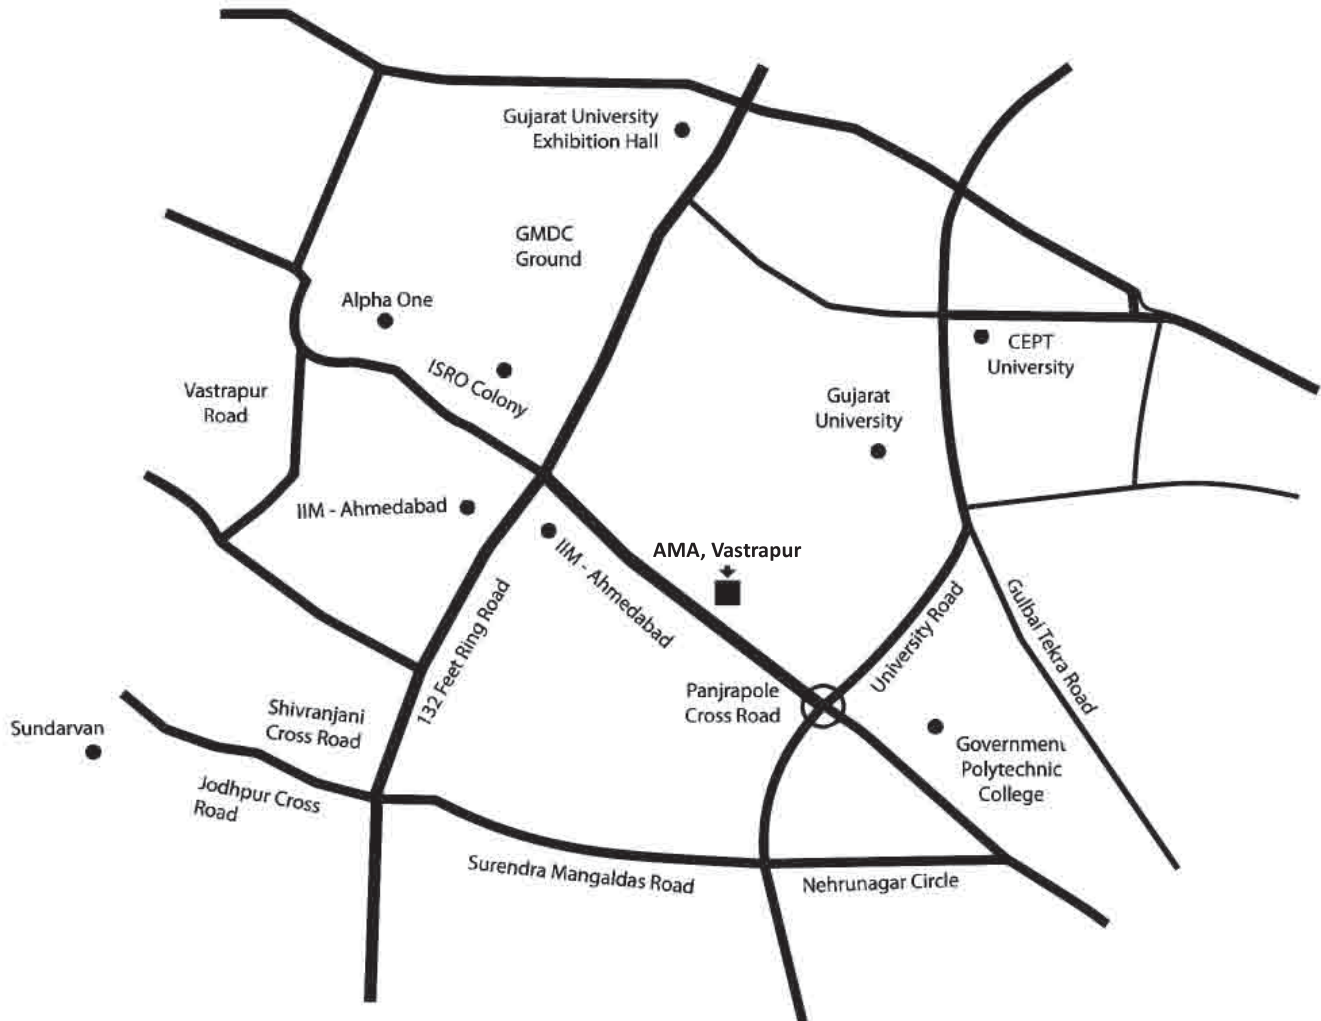 Gujarat University
Exhibition Hall
GMDC
Ground
Alpha One
ISRO Colony
CEPT
University
Vastrapur
Road
Gujarat
University
IIM - Ahmedabad
AMA, Vastrapur
IIM - Ahmedabad
132 Feet Ring Road
University Road
Gulbai Tekra Road
Panjrapole
Cross Road
Shivranjani
Cross Road
Sundarvan
Government
Polytechnic
College
Jodhpur Cross
Road
Surendra Mangaldas Road
Nehrunagar Circle